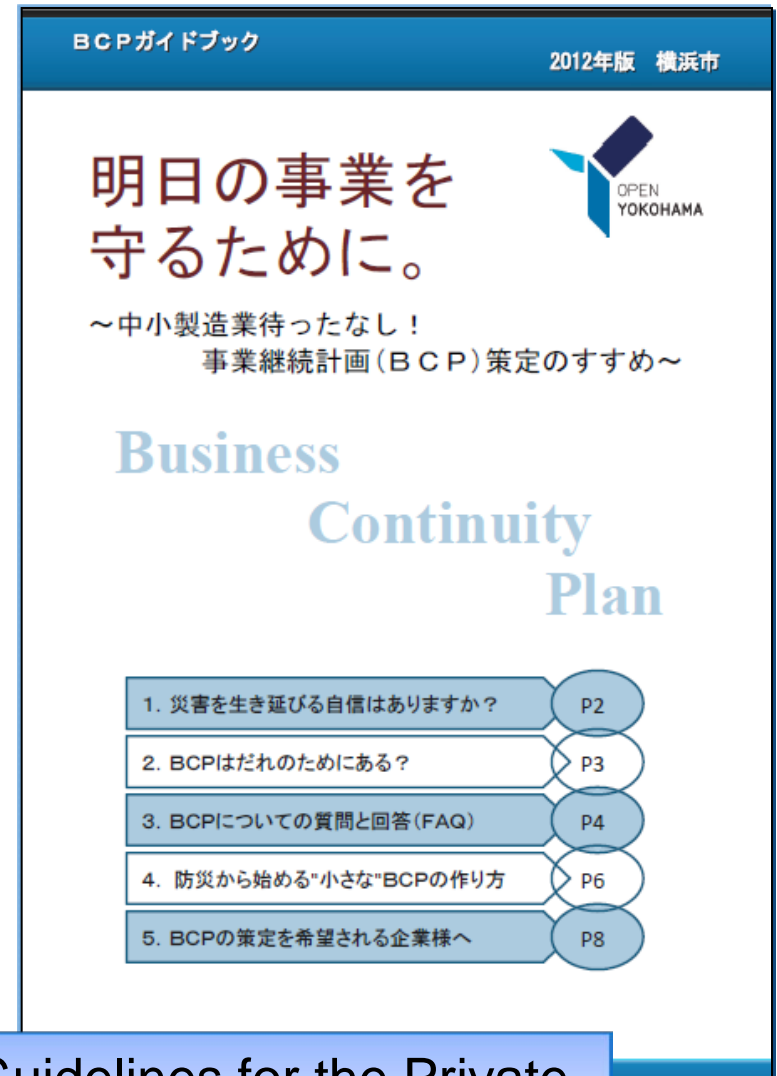 BCPガイドブック
2012年版 横浜市
明日の事業を
守るために。
OPEN
YOKOHAMA
～中小製造業待ったなし！
事業継続計画(BCP)策定のすすめ～
Business
Continuity
Plan
1. 災害を生き延びる自信はありますか？ P2
2. BCPはだれのためにある？ P3
3. BCPについての質問と回答(FAQ) P4
4. 防災から始める"小さな"BCPの作り方 P6
5. BCPの策定を希望される企業様へ P8
Guidelines for the Private